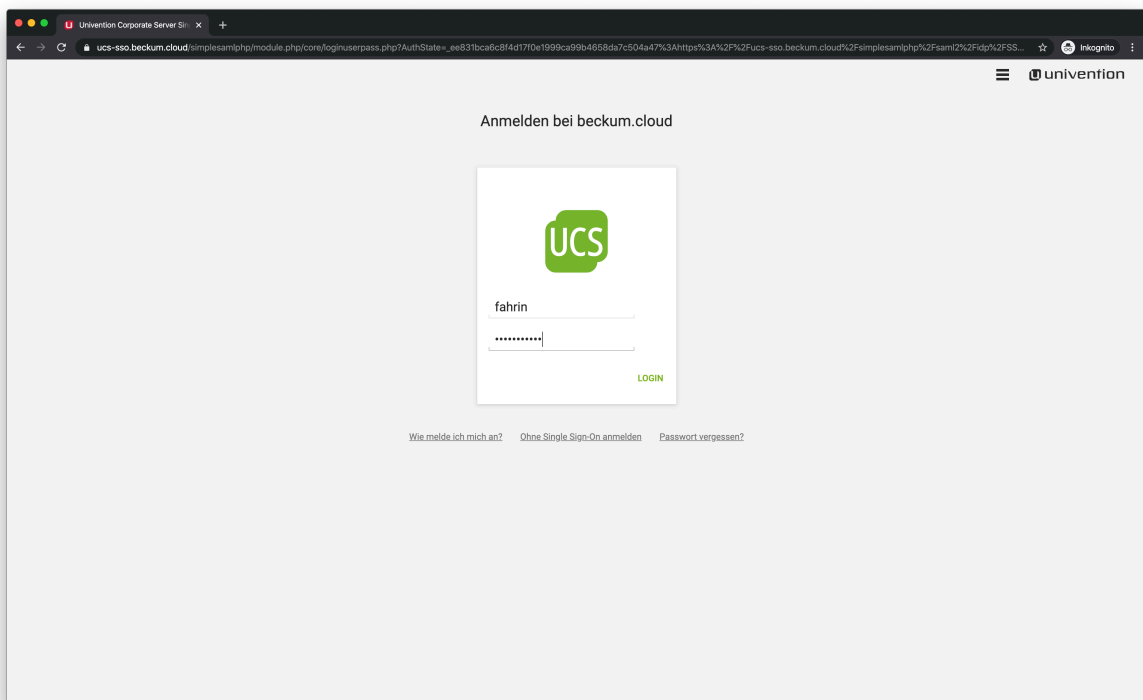 Univention Corporate Server Sin
ucs-sso.beckum.cloud/simplesamlphp/module.php/core/loginuserpass.php?AuthState=_ee831bca6c8f4d17f0e1999ca99b4658da7c504a47%3Ahttps%3A%2F%2Fucs-sso.beckum.cloud%2Fsimplesamlphp%2Fsaml2%2Fidp%2FSS... Inkognito
univention
Anmelden bei beckum.cloud
UCS
fahrin
•••••••••••
LOGIN
Wie melde ich mich an? Ohne Single Sign-On anmelden Passwort vergessen?